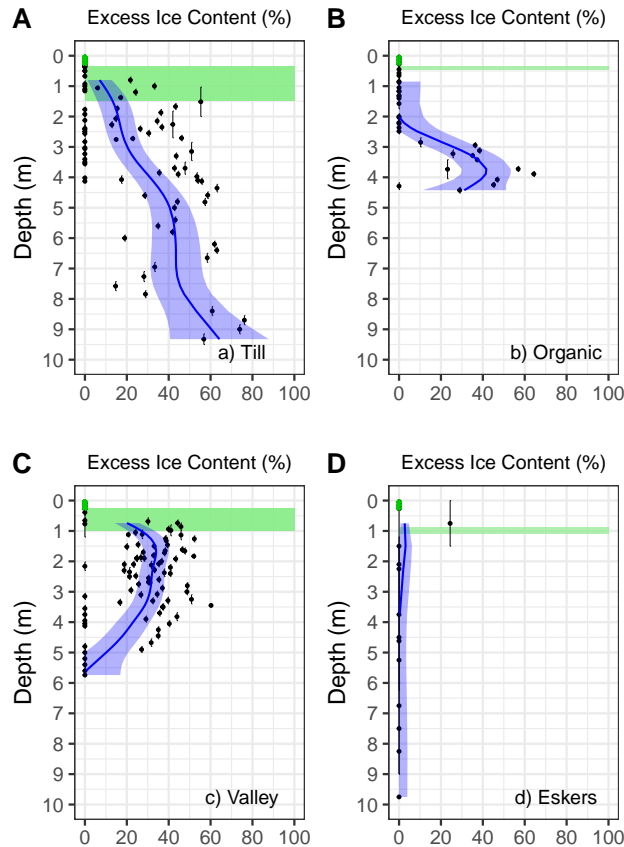 A
Excess Ice Content (%)
Depth (m)
0
1
2
3
4
5
6
7
8
9
10
a) Till
0 20 40 60 80 100
B
Excess Ice Content (%)
Depth (m)
0
1
2
3
4
5
6
7
8
9
10
b) Organic
0 20 40 60 80 100
C
Excess Ice Content (%)
Depth (m)
0
1
2
3
4
5
6
7
8
9
10
c) Valley
0 20 40 60 80 100
D
Excess Ice Content (%)
Depth (m)
0
1
2
3
4
5
6
7
8
9
10
d) Eskers
0 20 40 60 80 100